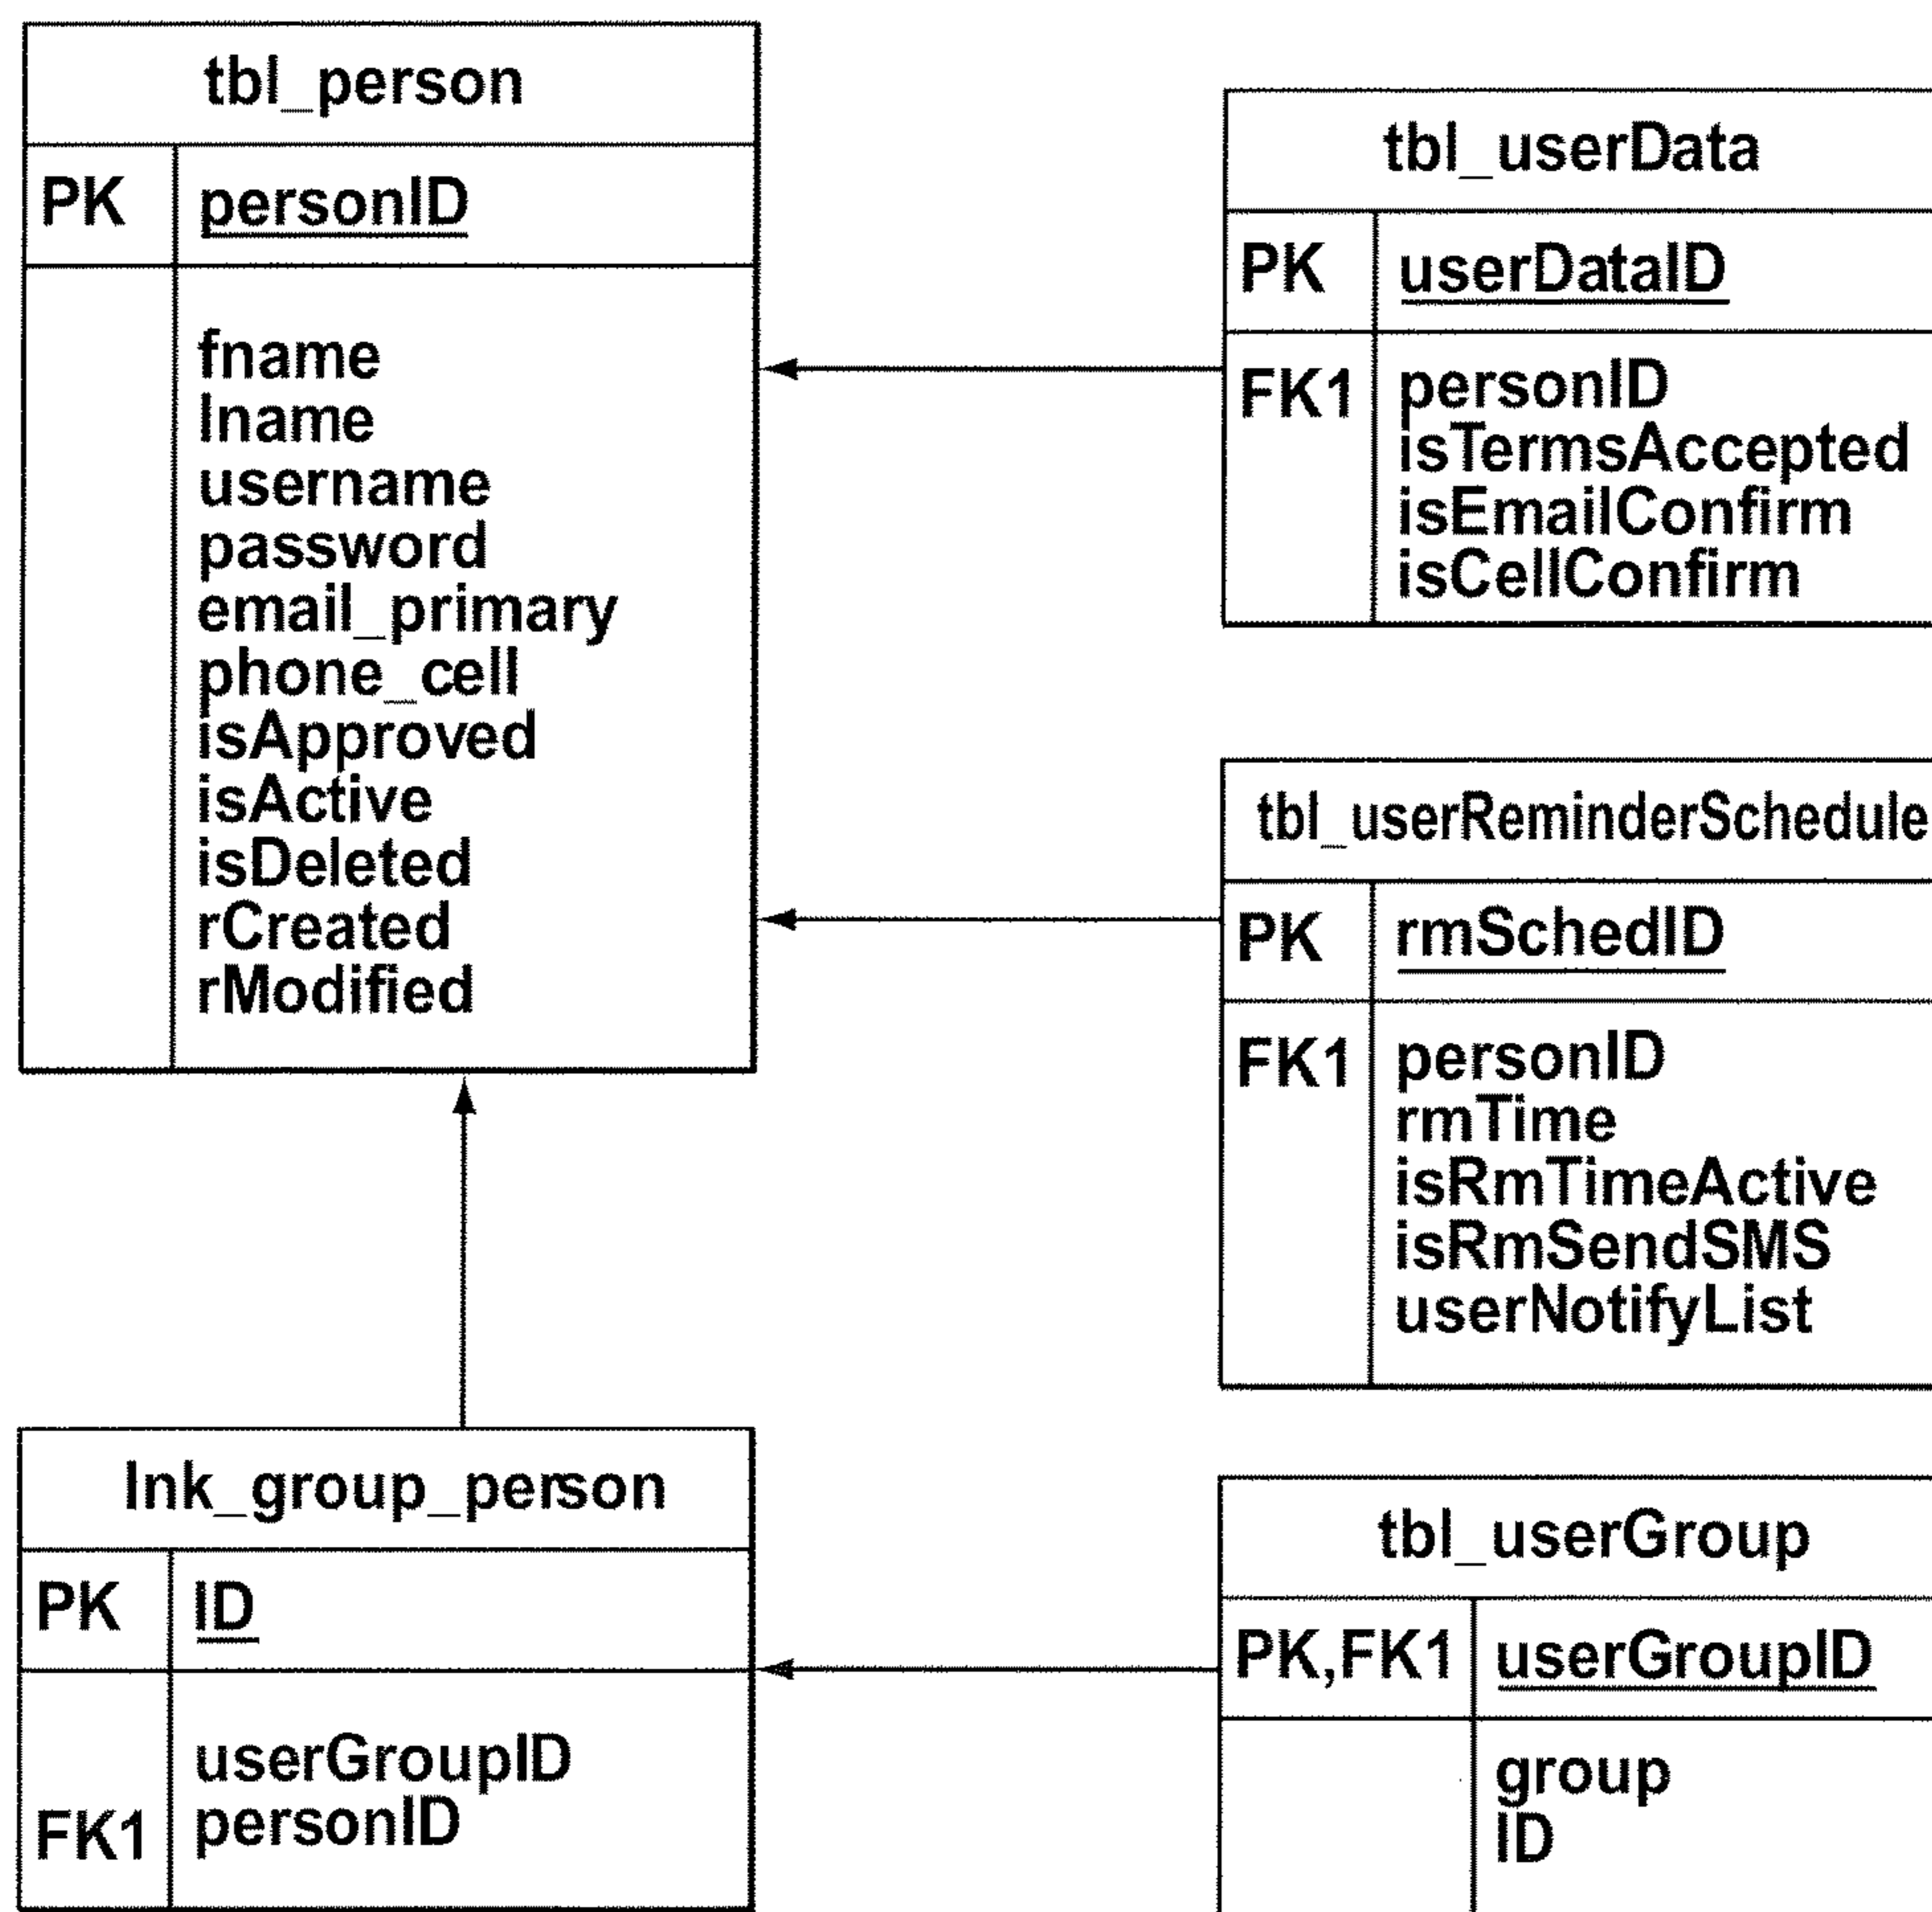 tbl_person
PK personID
fname
lname
username
password
email_primary
phone_cell
isApproved
isActive
isDeleted
rCreated
rModified
tbl_userData
PK userDataID
FK1 personID
isTermsAccepted
isEmailConfirm
isCellConfirm
tbl_userReminderSchedule
PK rmSchedID
FK1 personID
rmTime
isRmTimeActive
isRmSendSMS
userNotifyList
lnk_group_person
PK ID
userGroupID
FK1 personID
tbl_userGroup
PK,FK1 userGroupID
group
ID